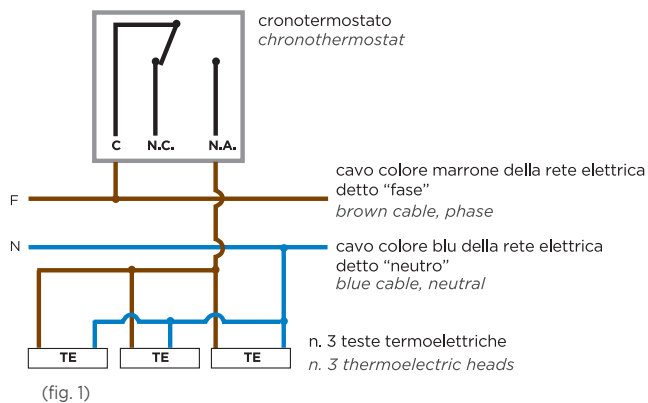 cronotermostato
chronothermostat
C N.C. N.A.
cavo colore marrone della rete elettrica
detto “fase”
brown cable, phase
F
N
cavo colore blu della rete elettrica
detto “neutro”
blue cable, neutral
TE TE TE
n. 3 teste termoelettriche
n. 3 thermoelectric heads
(fig. 1)